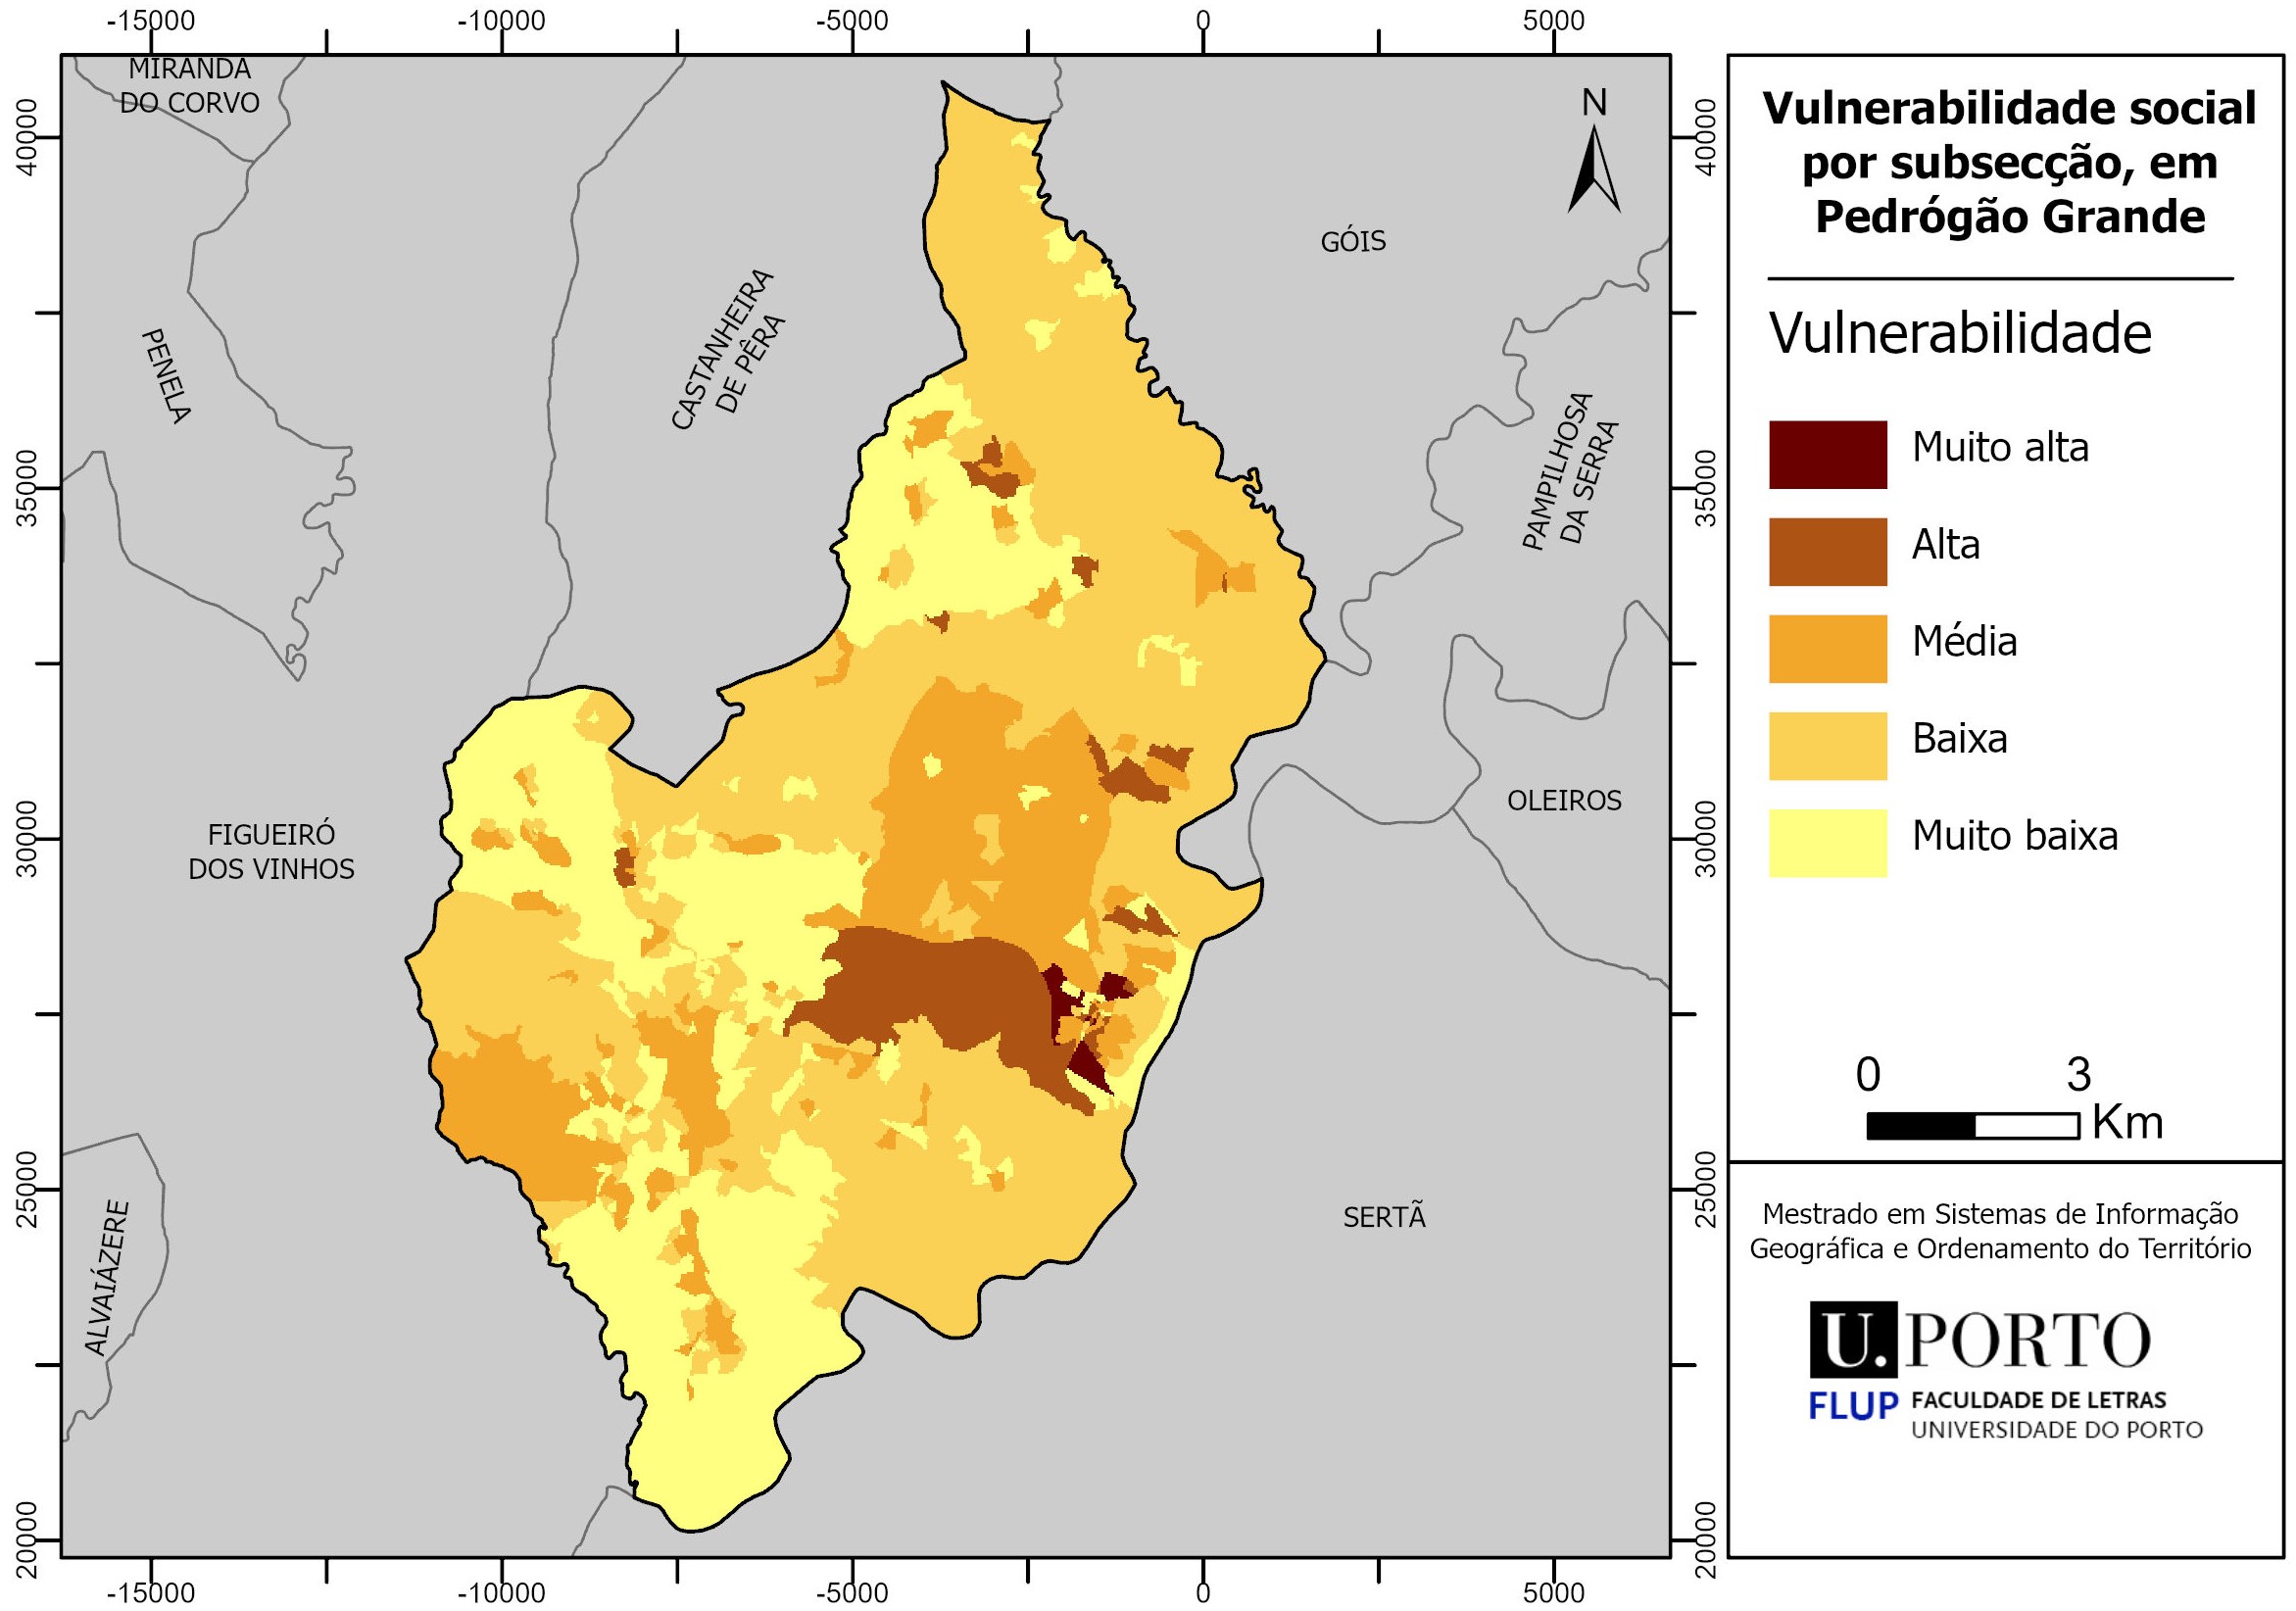 -15000 -10000 -5000 0 5000
MIRANDA
DO CORVO
N
40000
40000
GÓIS
CASTANHEIRA
DE PÊRA
PENELA
PAMPILHOSA
DA SERRA
35000
35000
OLEIROS
FIGUEIRÓ
DOS VINHOS
30000
30000
SERTÃ
25000
25000
ALVAIÁZERE
20000
20000
-15000 -10000 -5000 0 5000
Vulnerabilidade social
por subsecção, em
Pedrógão Grande
Vulnerabilidade
Muito alta
Alta
Média
Baixa
Muito baixa
0 3
Km
Mestrado em Sistemas de Informação
Geográfica e Ordenamento do Território
U. PORTO
FLUP FACULDADE DE LETRAS
UNIVERSIDADE DO PORTO